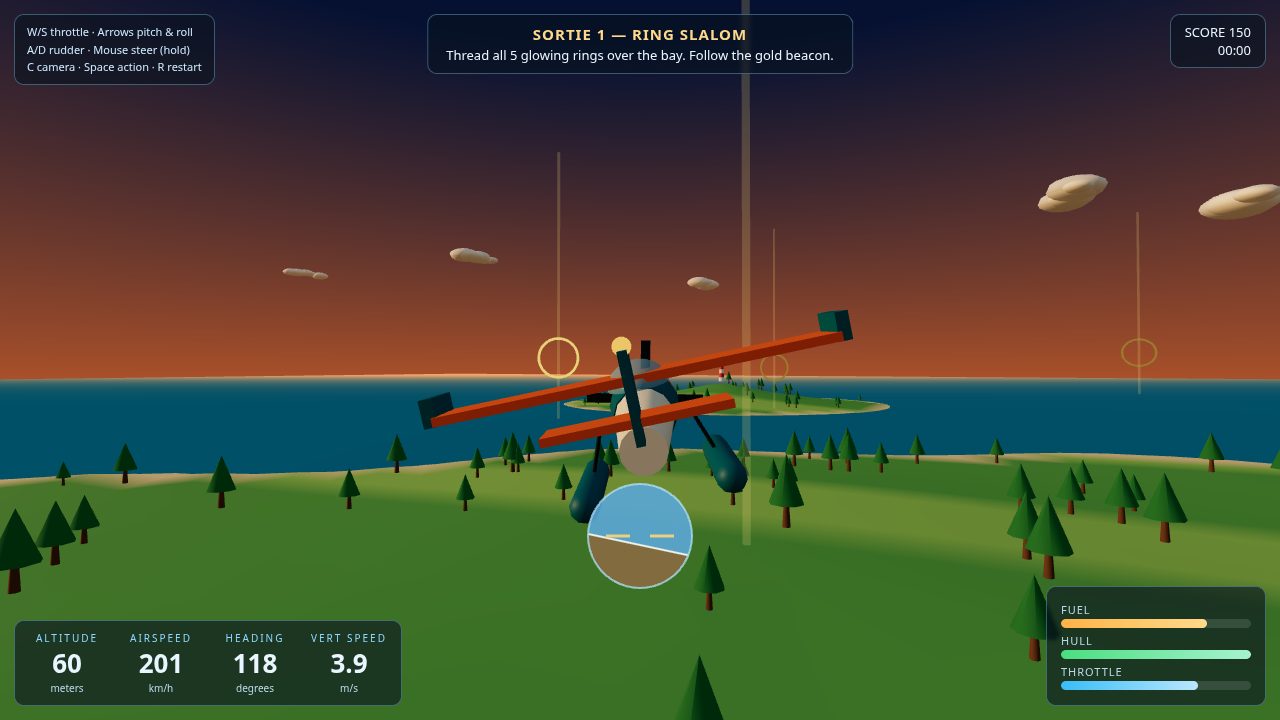 W/S throttle · Arrows pitch & roll
A/D rudder · Mouse steer (hold)
C camera · Space action · R restart
SORTIE 1 — RING SLALOM
Thread all 5 glowing rings over the bay. Follow the gold beacon.
SCORE 150
00:00
ALTITUDE AIRSPEED HEADING VERT SPEED
60 201 118 3.9
meters km/h degrees m/s
FUEL
HULL
THROTTLE